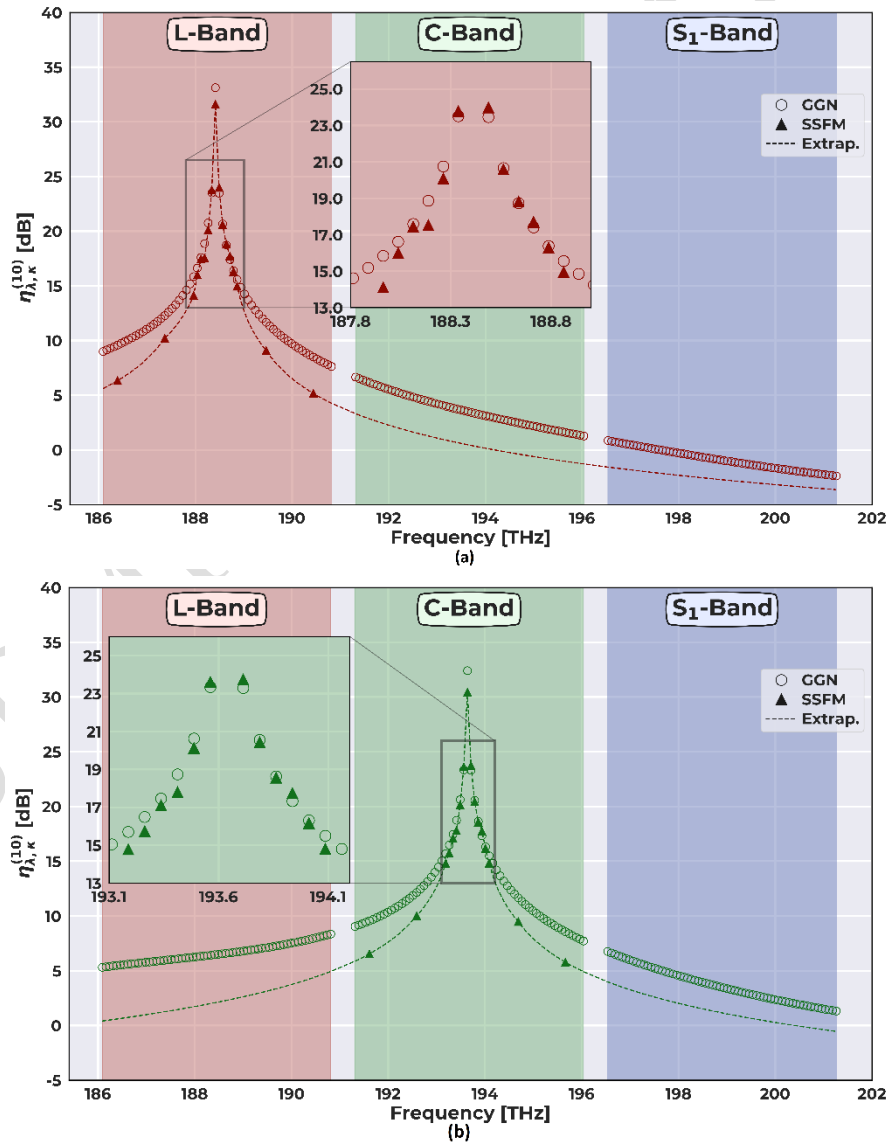 40
L-Band C-Band S₁-Band
35
30
25
20
15
10
5
0
-5
η^(10)_λ,κ [dB]
25.0
23.0
21.0
19.0
17.0
15.0
13.0
187.8 188.3 188.8
GGN
SSFM
Extrap.
186 188 190 192 194 196 198 200 202
Frequency [THz]
(a)
40
L-Band C-Band S₁-Band
35
30
25
20
15
10
5
0
-5
η^(10)_λ,κ [dB]
25
23
21
19
17
15
13
193.1 193.6 194.1
GGN
SSFM
Extrap.
186 188 190 192 194 196 198 200 202
Frequency [THz]
(b)